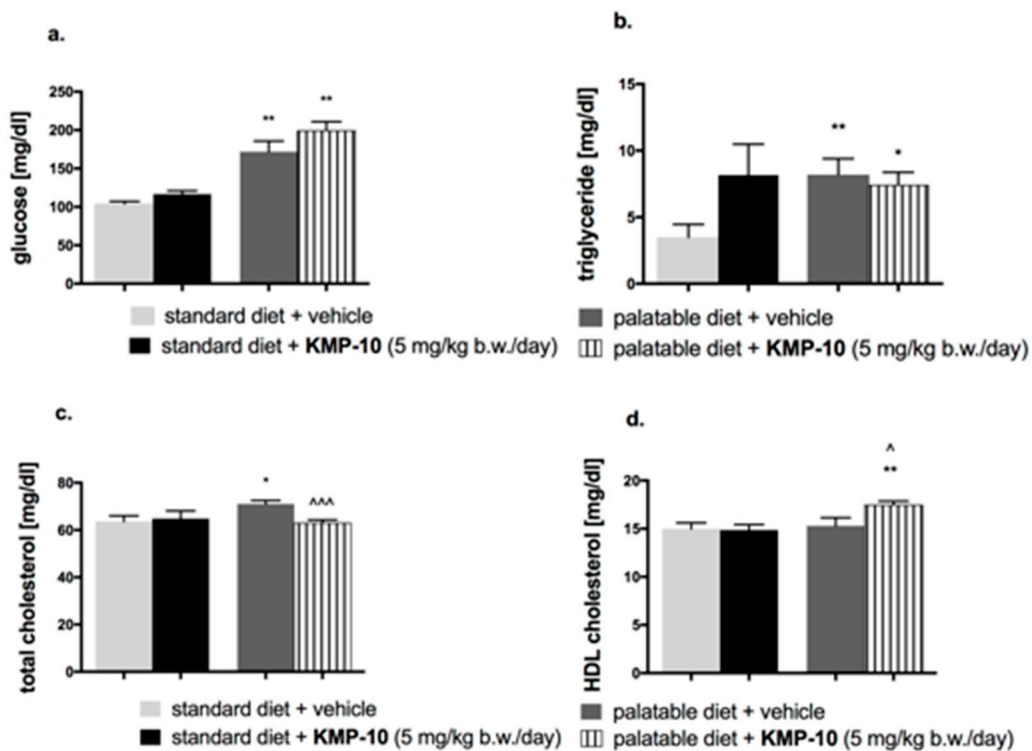 a.
glucose [mg/dl]
250
200
150
100
50
0
**
**
b.
triglyceride [mg/dl]
15
10
5
0
**
*
standard diet + vehicle
standard diet + KMP-10 (5 mg/kg b.w./day)
palatable diet + vehicle
palatable diet + KMP-10 (5 mg/kg b.w./day)
c.
total cholesterol [mg/dl]
80
60
40
20
0
*
^^^
d.
HDL cholesterol [mg/dl]
20
15
10
5
0
^
**
standard diet + vehicle
standard diet + KMP-10 (5 mg/kg b.w./day)
palatable diet + vehicle
palatable diet + KMP-10 (5 mg/kg b.w./day)